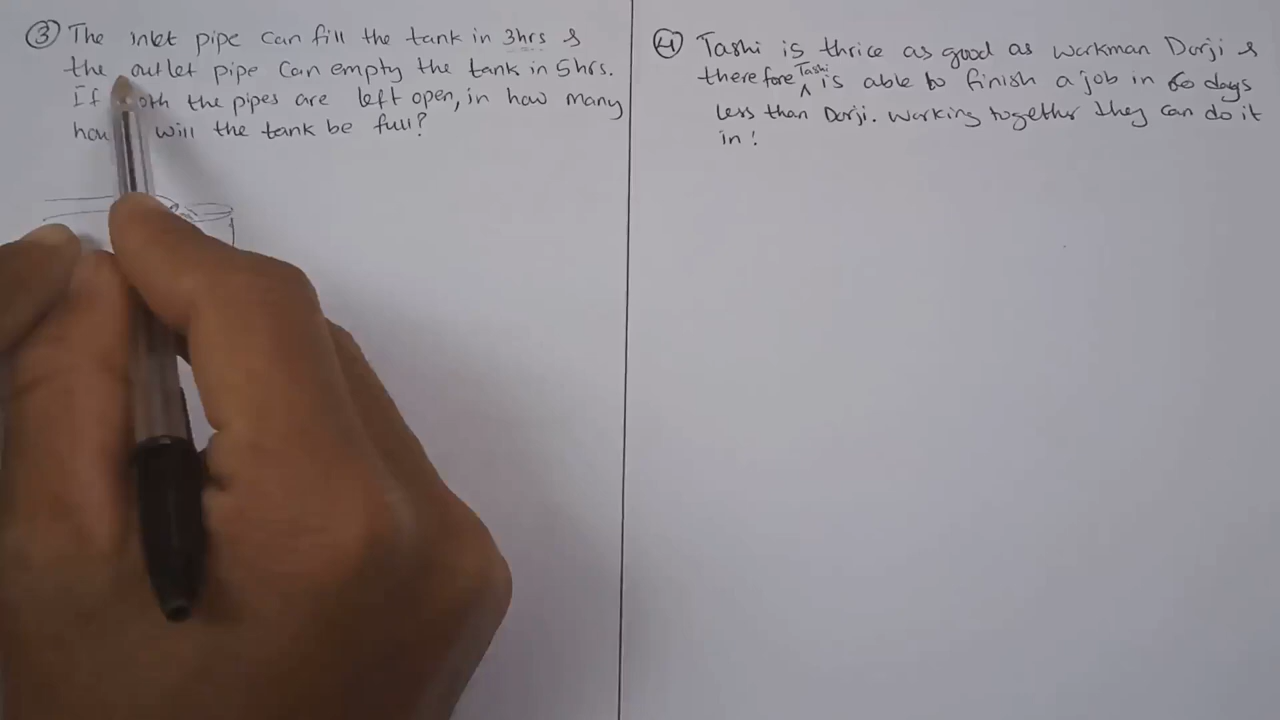 ③ The inlet pipe can fill the tank in 3hrs &
the outlet pipe can empty the tank in 5hrs.
If the pipes are left open, in how many
will the tank be full?
④ Tashi is thrice as good as workman Dorji &
therefore Tashi is able to finish a job in 60 days
less than Dorji. Working together they can do it
in!